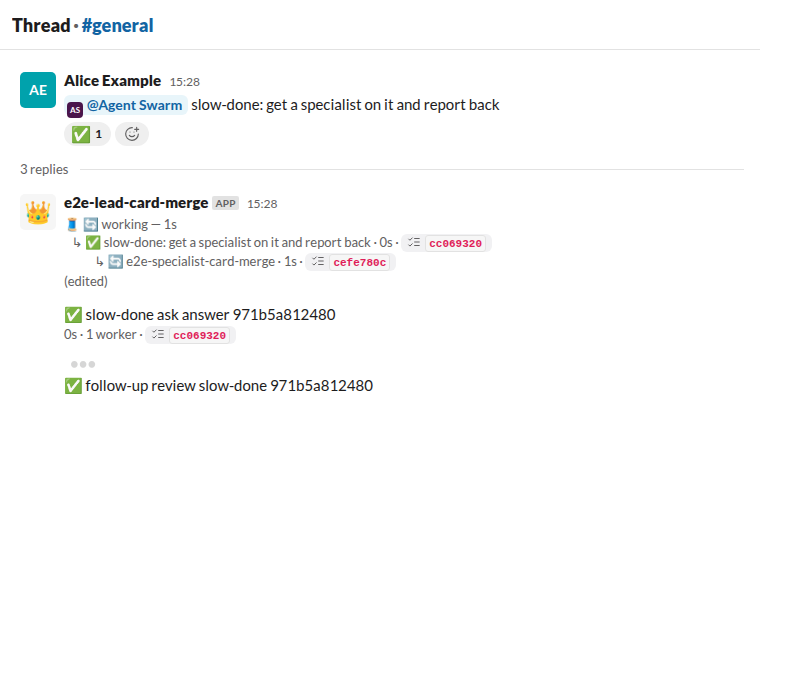 Thread · #general
AE
Alice Example 15:28
AS @Agent Swarm slow-done: get a specialist on it and report back
✅ 1
3 replies
e2e-lead-card-merge APP 15:28
🧵 🔄 working — 1s
↳ ✅ slow-done: get a specialist on it and report back · 0s · cc069320
↳ 🔄 e2e-specialist-card-merge · 1s · cefe780c
(edited)
✅ slow-done ask answer 971b5a812480
0s · 1 worker · cc069320
✅ follow-up review slow-done 971b5a812480